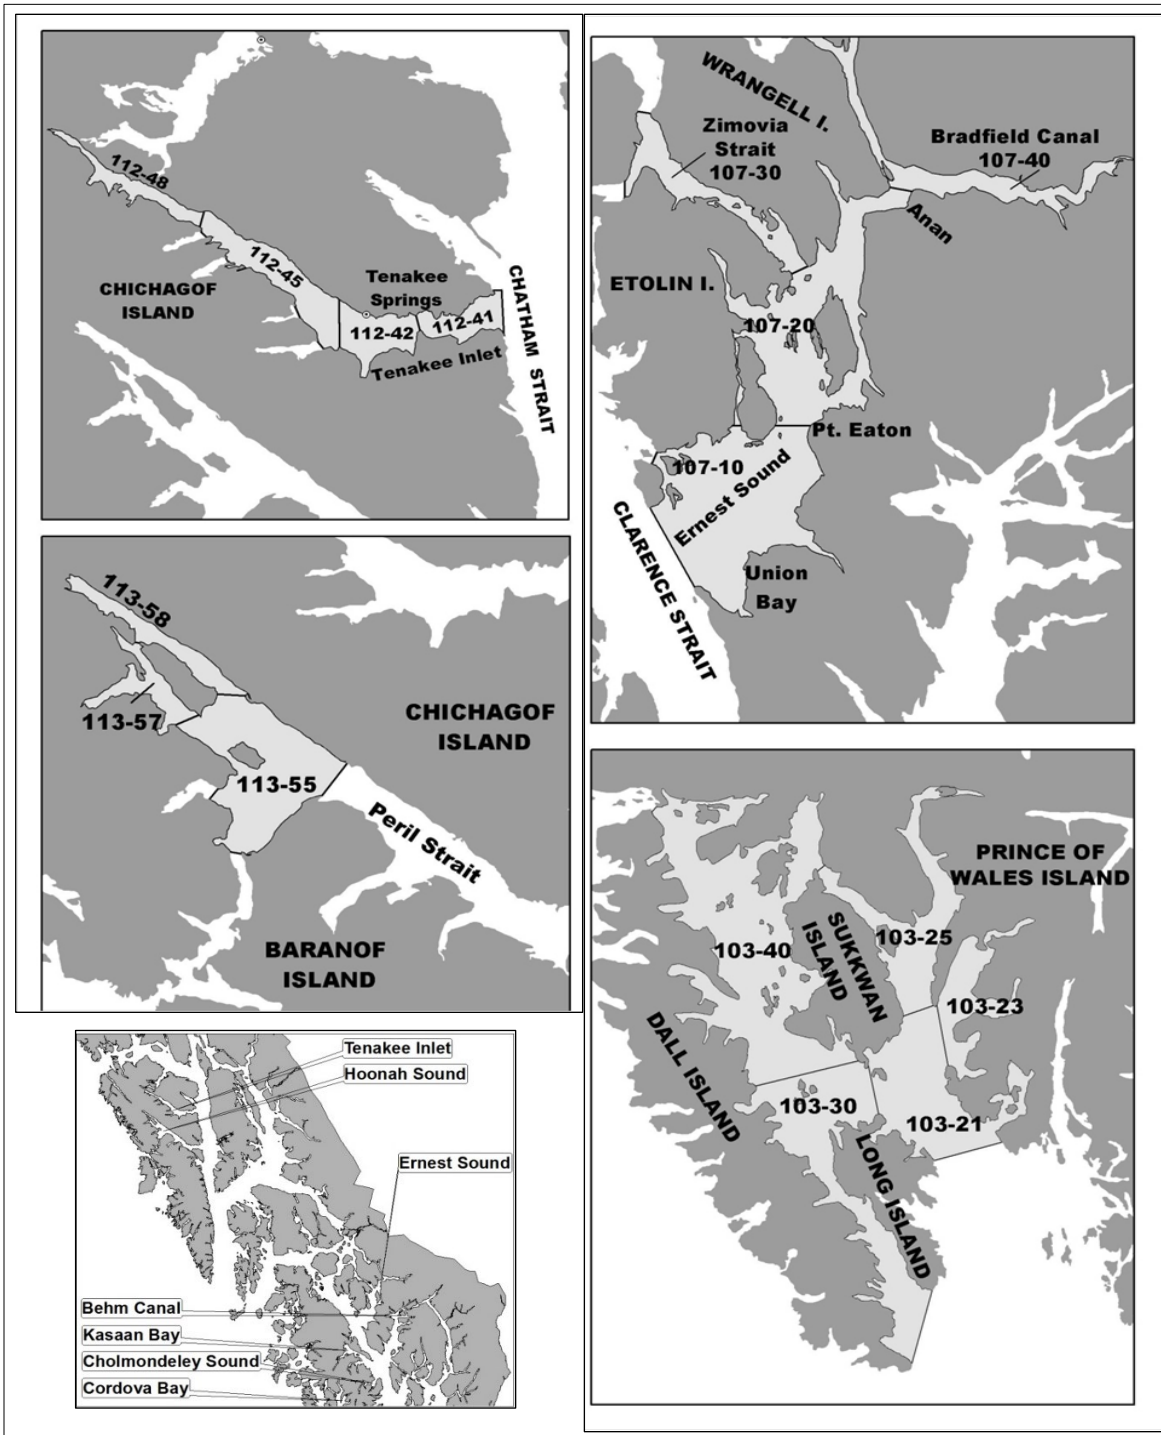 112-48
112-45
CHICHAGOF
ISLAND
Tenakee
Springs
112-42
112-41
Tenakee Inlet
CHATHAM STRAIT
WRANGELL I.
Zimovia
Strait
107-30
Bradfield Canal
107-40
Anan
ETOLIN I.
107-20
Pt. Eaton
107-10
Ernest Sound
CLARENCE STRAIT
Union
Bay
113-58
113-57
CHICHAGOF
ISLAND
113-55
Peril Strait
BARANOF
ISLAND
PRINCE OF
WALES ISLAND
103-40
SUKKWAN
ISLAND
103-25
103-23
DALL ISLAND
103-30
103-21
LONG ISLAND
Tenakee Inlet
Hoonah Sound
Ernest Sound
Behm Canal
Kasaan Bay
Cholmondeley Sound
Cordova Bay